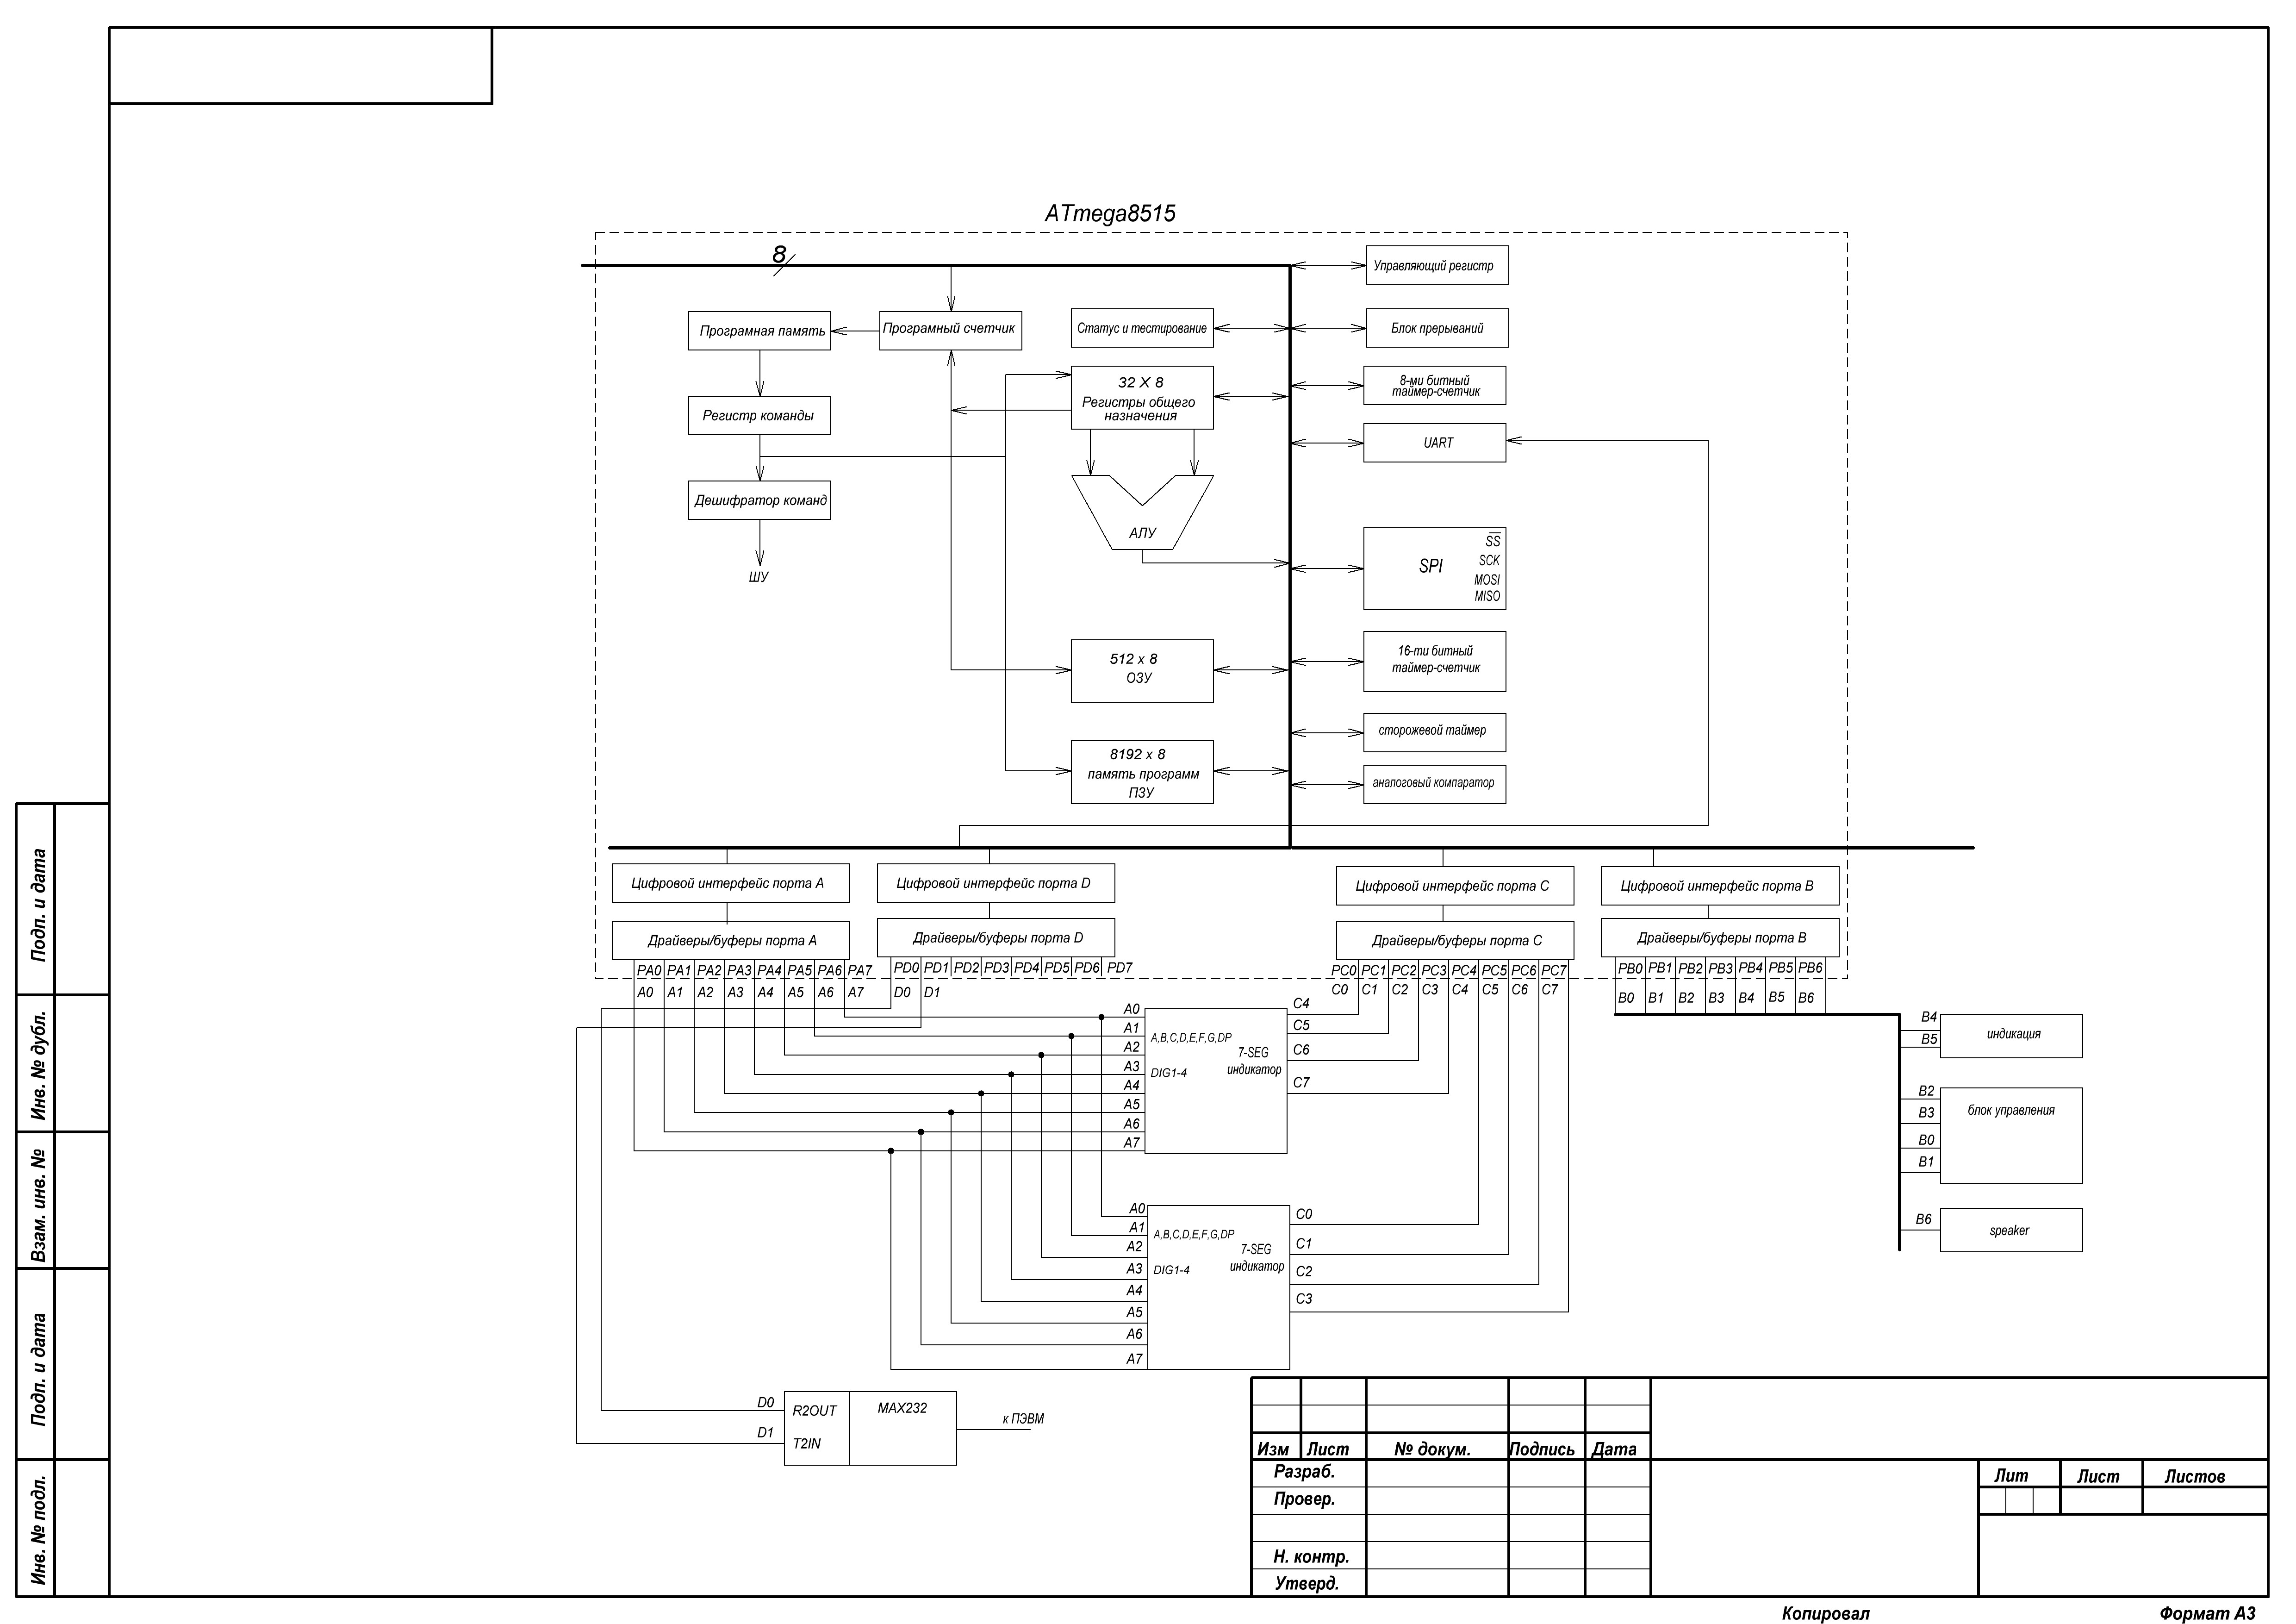 ATmega8515
8
Управляющий регистр
Програмная память
Програмный счетчик
Статус и тестирование
Блок прерываний
32 X 8
Регистры общего
назначения
8-ми битный
таймер-счетчик
Регистр команды
UART
Дешифратор команд
АЛУ
ШУ
SPI
SS
SCK
MOSI
MISO
512 x 8
ОЗУ
16-ти битный
таймер-счетчик
сторожевой таймер
8192 x 8
память программ
ПЗУ
аналоговый компаратор
Цифровой интерфейс порта А
Цифровой интерфейс порта D
Цифровой интерфейс порта С
Цифровой интерфейс порта В
Драйверы/буферы порта А
Драйверы/буферы порта D
Драйверы/буферы порта С
Драйверы/буферы порта В
PA0 PA1 PA2 PA3 PA4 PA5 PA6 PA7
PD0 PD1 PD2 PD3 PD4 PD5 PD6 PD7
PC0 PC1 PC2 PC3 PC4 PC5 PC6 PC7
PB0 PB1 PB2 PB3 PB4 PB5 PB6
A0 A1 A2 A3 A4 A5 A6 A7
D0 D1
C0 C1 C2 C3 C4 C5 C6 C7
B0 B1 B2 B3 B4 B5 B6
A0
A1
A2
A3
A4
A5
A6
A7
A,B,C,D,E,F,G,DP
DIG1-4
7-SEG
индикатор
C4
C5
C6
C7
A0
A1
A2
A3
A4
A5
A6
A7
A,B,C,D,E,F,G,DP
DIG1-4
7-SEG
индикатор
C0
C1
C2
C3
B4
B5
индикация
B2
B3
B0
B1
блок управления
B6
speaker
D0
D1
R2OUT
T2IN
MAX232
к ПЭВМ
Подп. и дата
Инв. № дубл.
Взам. инв. №
Подп. и дата
Инв. № подл.
Изм Лист № докум. Подпись Дата
Разраб.
Провер.
Н. контр.
Утверд.
Лит Лист Листов
Копировал
Формат А3